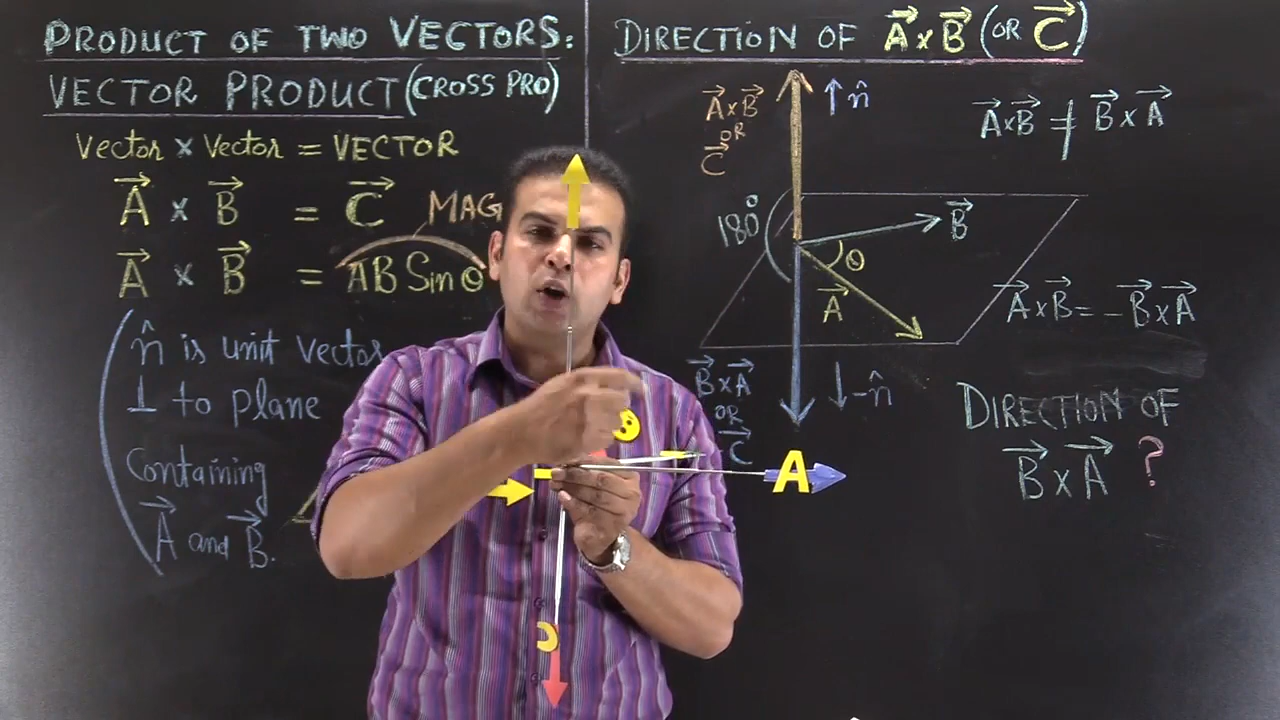 PRODUCT OF TWO VECTORS:
VECTOR PRODUCT (CROSS PRO)
Vector × Vector = VECTOR
A⃗ × B⃗ = C⃗
MAG
A⃗ × B⃗ = AB Sin θ
n̂ is unit vector
⊥ to plane
Containing
A⃗ and B⃗.
DIRECTION OF A⃗×B⃗ (OR C⃗)
A⃗×B⃗
OR
C⃗
↑ n̂
A⃗×B⃗ ≠ B⃗×A⃗
180°
B⃗
θ
A⃗
A⃗×B⃗ = -B⃗×A⃗
B⃗×A⃗
OR
C⃗
↓ -n̂
DIRECTION OF
B⃗×A⃗ ?
A